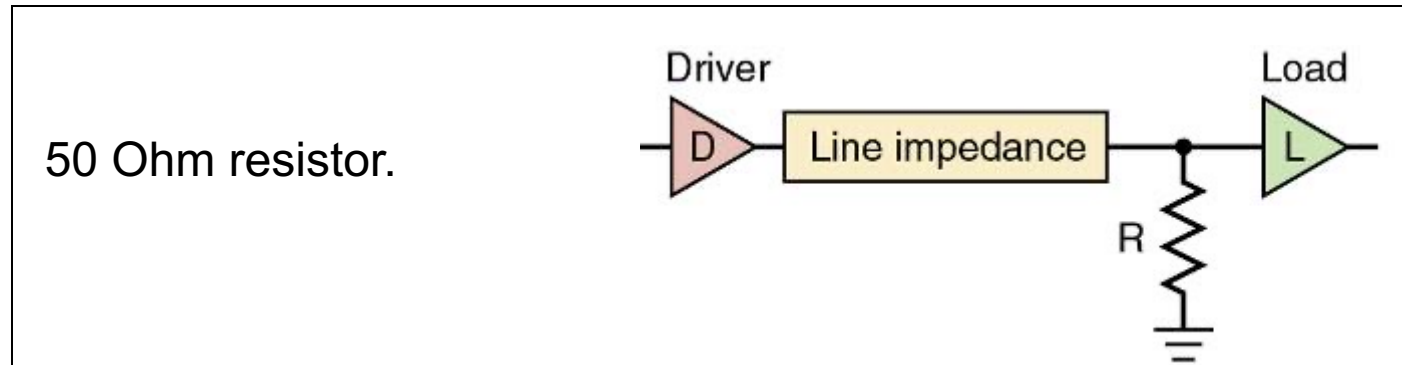 Driver
Load
50 Ohm resistor.
D
Line impedance
L
R